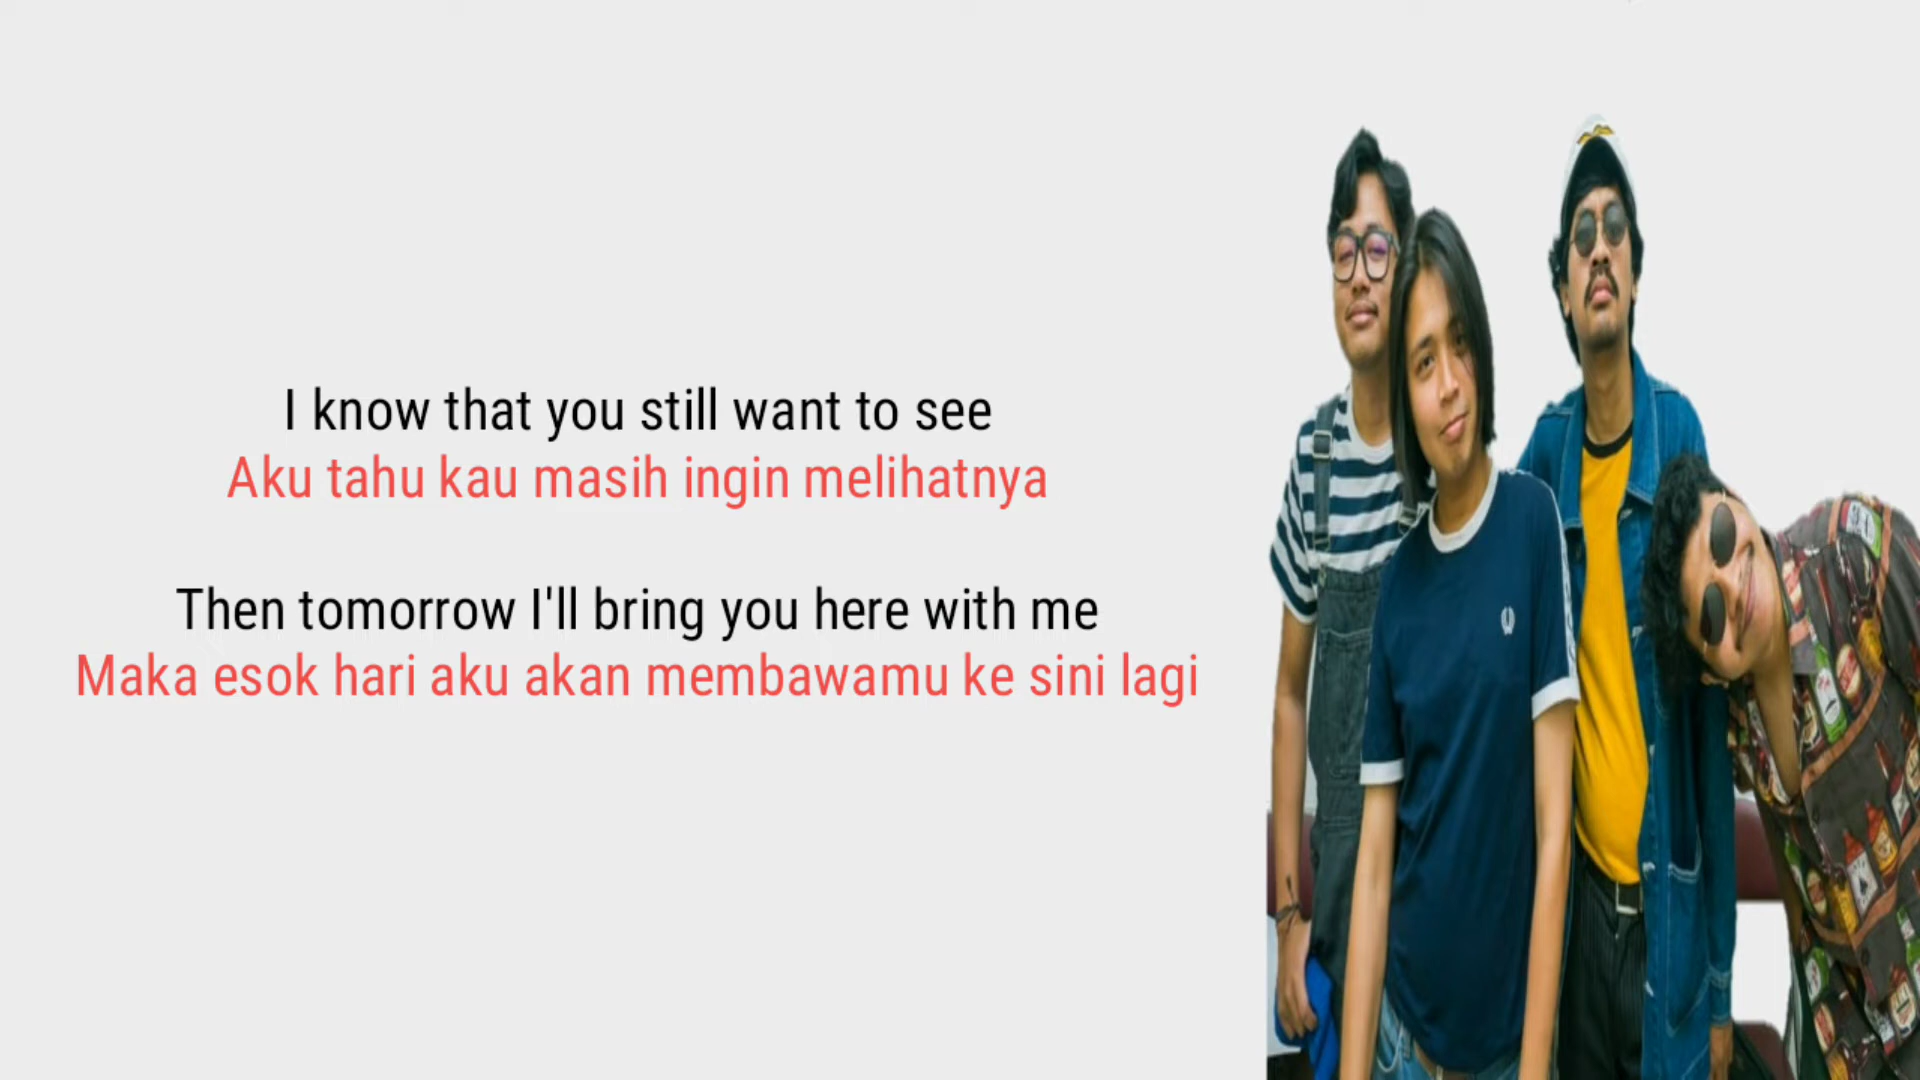 I know that you still want to see
Aku tahu kau masih ingin melihatnya
Then tomorrow I'll bring you here with me
Maka esok hari aku akan membawamu ke sini lagi